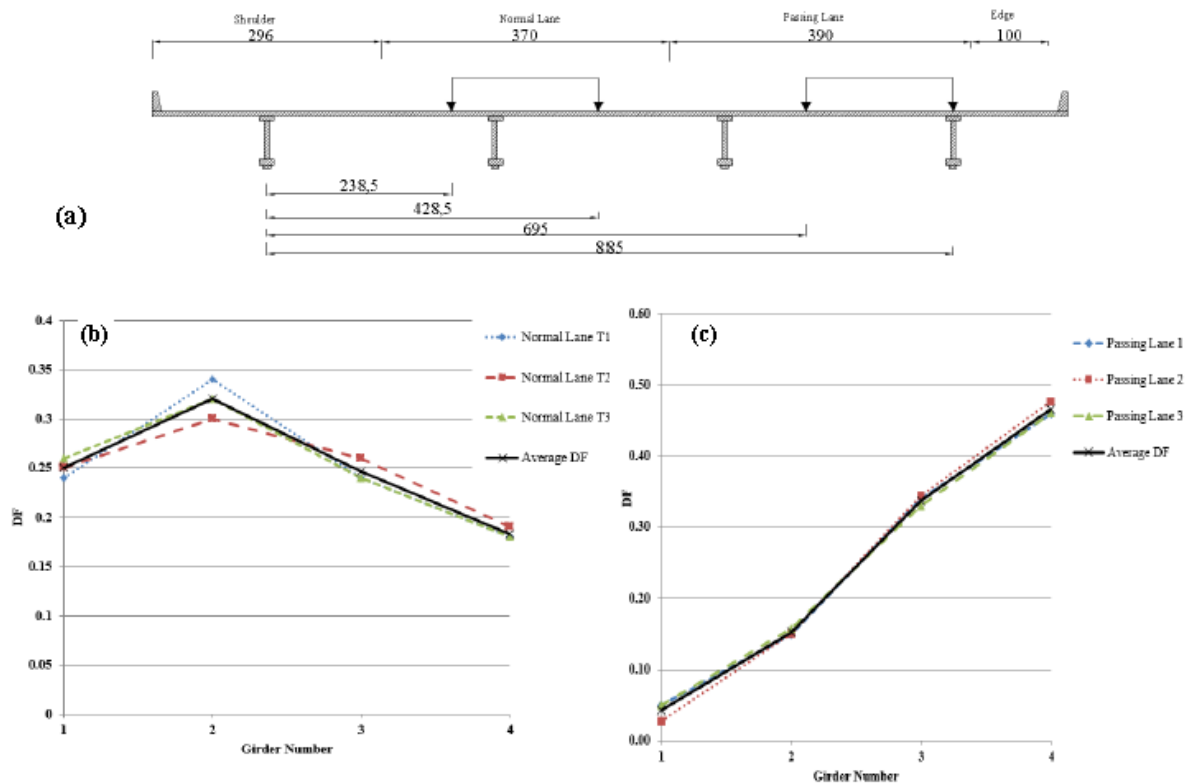 Shoulder Normal Lane Passing Lane Edge
296 370 390 100
238,5
(a)
428,5
695
885
(b)
0.4
0.35
0.3
0.25
0.2
0.15
0.1
0.05
0
DF
1 2 3 4
Girder Number
Normal Lane T1
Normal Lane T2
Normal Lane T3
Average DF
(c)
0.60
0.50
0.40
0.30
0.20
0.10
0.00
DF
1 2 3 4
Girder Number
Passing Lane 1
Passing Lane 2
Passing Lane 3
Average DF